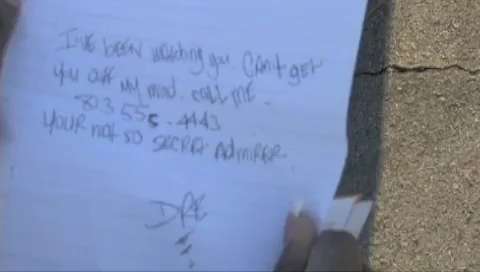 I'VE BEEN watching you. CAN't get
you off my mind. call ME.
813 555-4443
YOUR not so SECRET ADMIRER
DRE